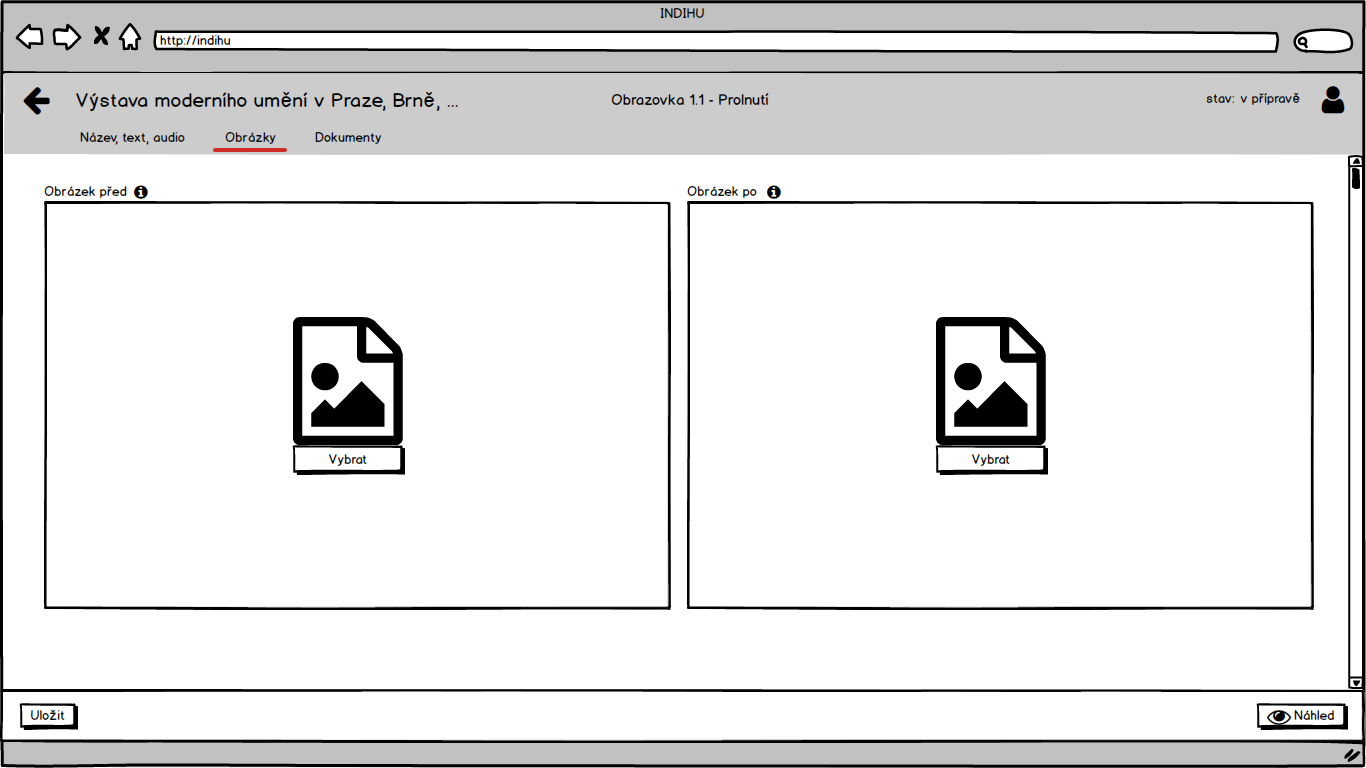 INDIHU
http://indihu
Výstava moderního umění v Praze, Brně, ...
Obrazovka 1.1 - Prolnutí
stav: v přípravě
Název, text, audio
Obrázky
Dokumenty
Obrázek před
Obrázek po
Vybrat
Vybrat
Uložit
Náhled